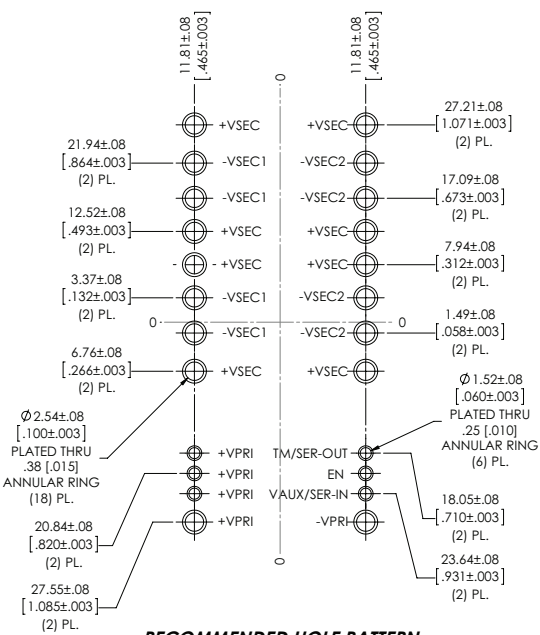 11.81±.08
[.465±.003]
11.81±.08
[.465±.003]
0
27.21±.08
[1.071±.003]
(2) PL.
+VSEC
+VSEC
21.94±.08
[.864±.003]
(2) PL.
-VSEC1
-VSEC2
17.09±.08
[.673±.003]
(2) PL.
-VSEC1
-VSEC2
12.52±.08
[.493±.003]
(2) PL.
+VSEC
+VSEC
7.94±.08
[.312±.003]
(2) PL.
+VSEC
+VSEC
3.37±.08
[.132±.003]
(2) PL.
-VSEC1
-VSEC2
1.49±.08
[.058±.003]
(2) PL.
0
0
-VSEC1
-VSEC2
6.76±.08
[.266±.003]
(2) PL.
+VSEC
+VSEC
Ø2.54±.08
[.100±.003]
PLATED THRU
.38 [.015]
ANNULAR RING
(18) PL.
Ø1.52±.08
[.060±.003]
PLATED THRU
.25 [.010]
ANNULAR RING
(6) PL.
+VPRI
TM/SER-OUT
+VPRI
EN
+VPRI
VAUX/SER-IN
+VPRI
-VPRI
20.84±.08
[.820±.003]
(2) PL.
18.05±.08
[.710±.003]
(2) PL.
27.55±.08
[1.085±.003]
(2) PL.
23.64±.08
[.931±.003]
(2) PL.
0
RECOMMENDED HOLE PATTERN